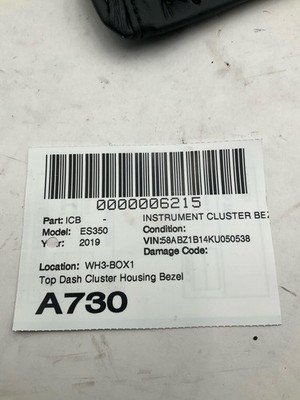 0000006215
Part: ICB - INSTRUMENT CLUSTER BEZ
Model: ES350 Condition:
Year: 2019 VIN:58ABZ1B14KU050538
Damage Code:
Location: WH3-BOX1
Top Dash Cluster Housing Bezel
A730